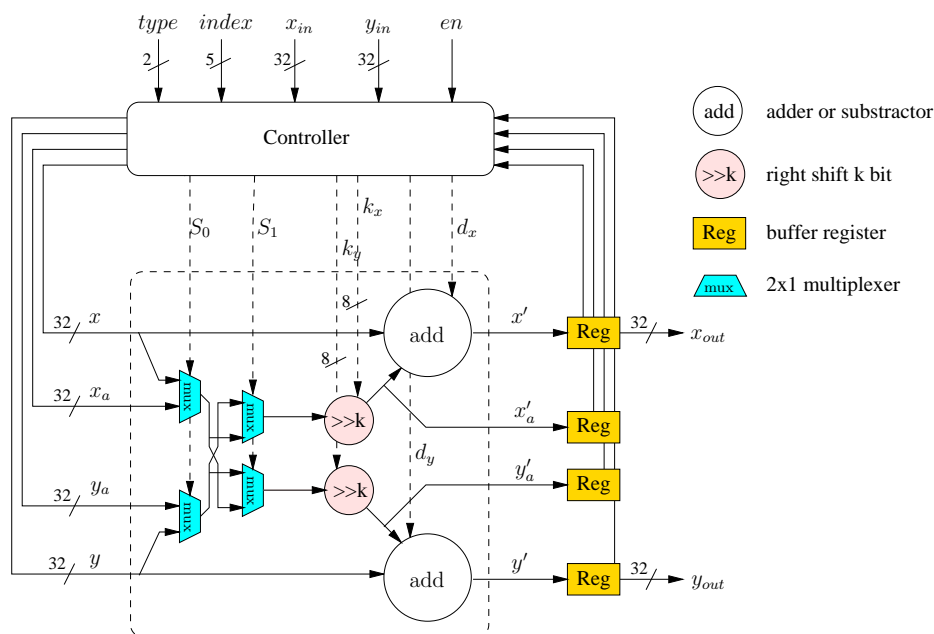 type index x_in y_in en
2 5 32 32
Controller
add adder or substractor
>>k right shift k bit
Reg buffer register
mux 2x1 multiplexer
S_0 S_1 k_y k_x d_x
8
8
32 x add x' Reg 32 x_out
mux
32 x_a mux >>k x'_a Reg
d_y
mux >>k y'_a Reg
32 y_a mux
32 y add y' Reg 32 y_out